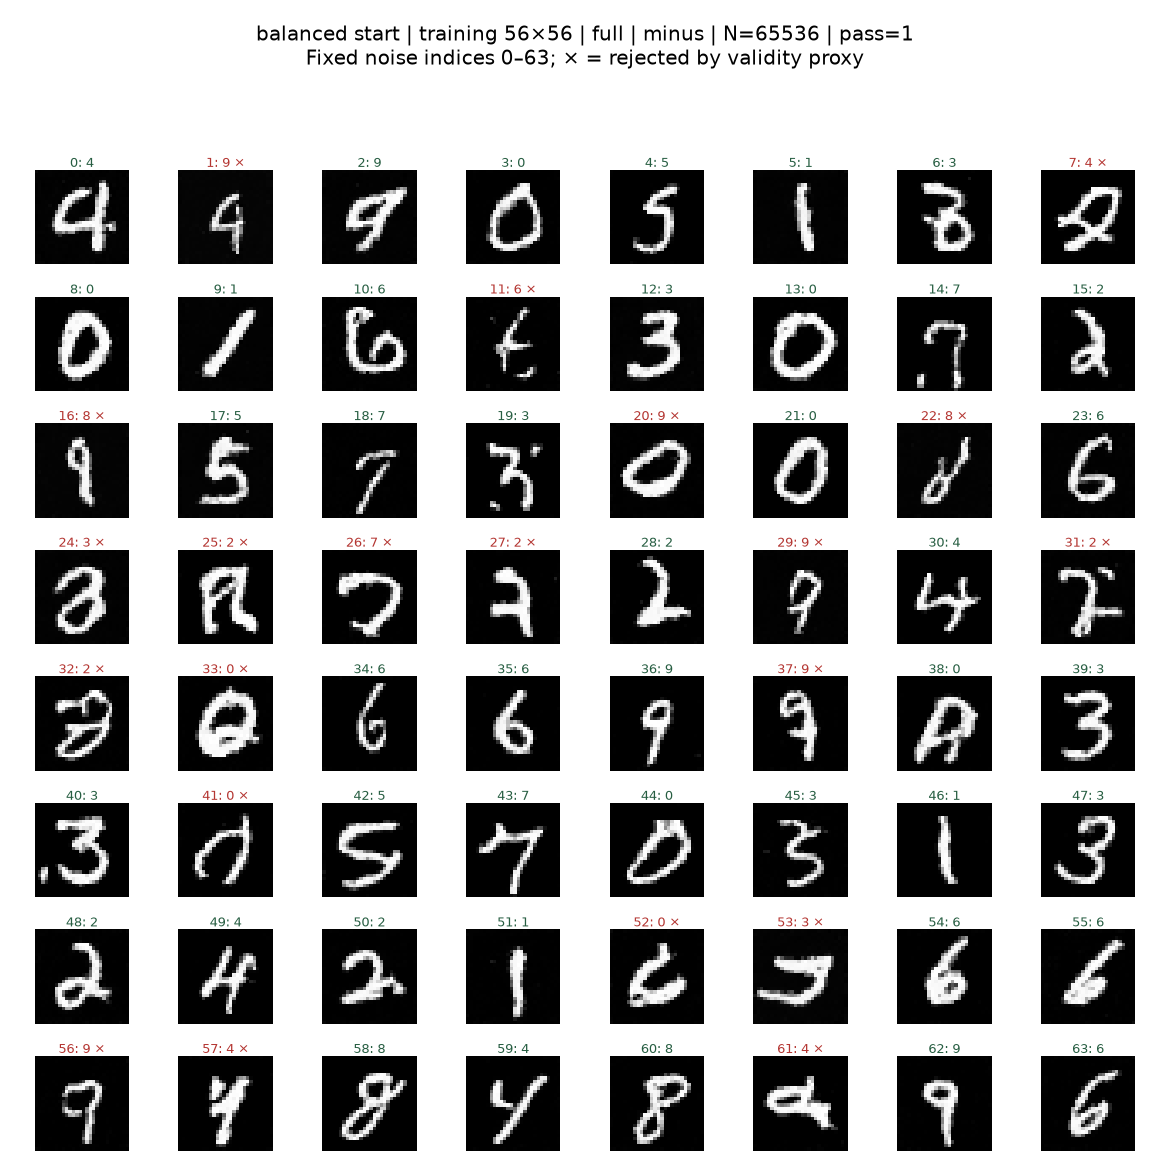 balanced start | training 56×56 | full | minus | N=65536 | pass=1
Fixed noise indices 0–63; × = rejected by validity proxy
0: 4 1: 9 × 2: 9 3: 0 4: 5 5: 1 6: 3 7: 4 ×
8: 0 9: 1 10: 6 11: 6 × 12: 3 13: 0 14: 7 15: 2
16: 8 × 17: 5 18: 7 19: 3 20: 9 × 21: 0 22: 8 × 23: 6
24: 3 × 25: 2 × 26: 7 × 27: 2 × 28: 2 29: 9 × 30: 4 31: 2 ×
32: 2 × 33: 0 × 34: 6 35: 6 36: 9 37: 9 × 38: 0 39: 3
40: 3 41: 0 × 42: 5 43: 7 44: 0 45: 3 46: 1 47: 3
48: 2 49: 4 50: 2 51: 1 52: 0 × 53: 3 × 54: 6 55: 6
56: 9 × 57: 4 × 58: 8 59: 4 60: 8 61: 4 × 62: 9 63: 6